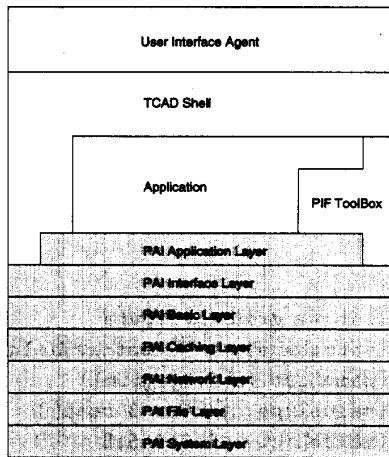 User Interface Agent
TCAD Shell
Application
PIF ToolBox
PAI Application Layer
PAI Interface Layer
PAI Basic Layer
PAI Caching Layer
PAI Network Layer
PAI File Layer
PAI System Layer